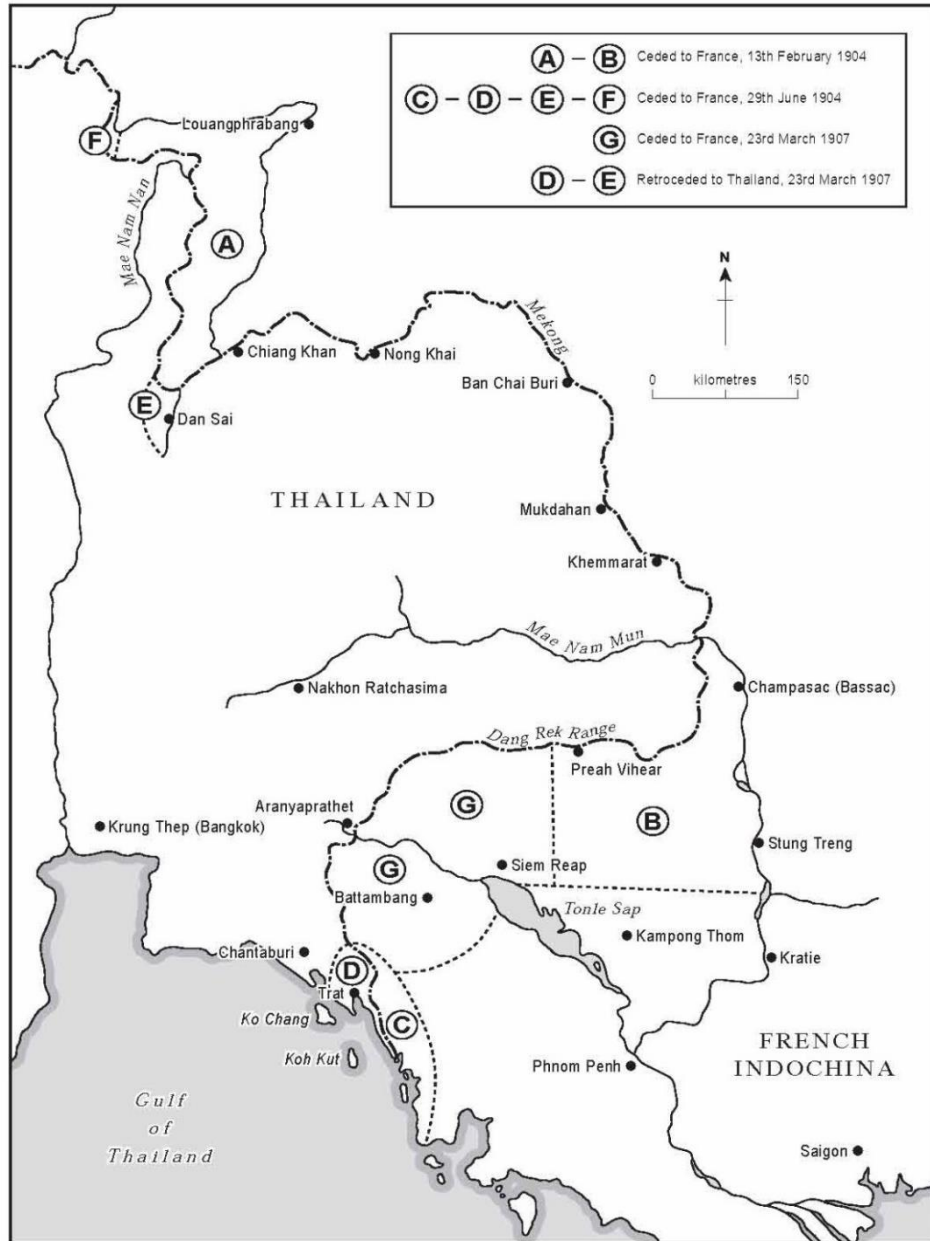 A – B Ceded to France, 13th February 1904
C – D – E – F Ceded to France, 29th June 1904
G Ceded to France, 23rd March 1907
D – E Retroceded to Thailand, 23rd March 1907
F
Louangphrabang
Mae Nam Nan
A
N
Mekong
Chiang Khan
Nong Khai
Ban Chai Buri
0 kilometres 150
E
Dan Sai
THAILAND
Mukdahan
Khemmarat
Mae Nam Mun
Nakhon Ratchasima
Champasac (Bassac)
Dang Rek Range
Preah Vihear
Aranyaprathet
G
B
Krung Thep (Bangkok)
Stung Treng
G
Siem Reap
Battambang
Tonle Sap
Kampong Thom
Chantaburi
Kratie
D
Trat
C
Ko Chang
Koh Kut
FRENCH
INDOCHINA
Phnom Penh
Gulf
of
Thailand
Saigon